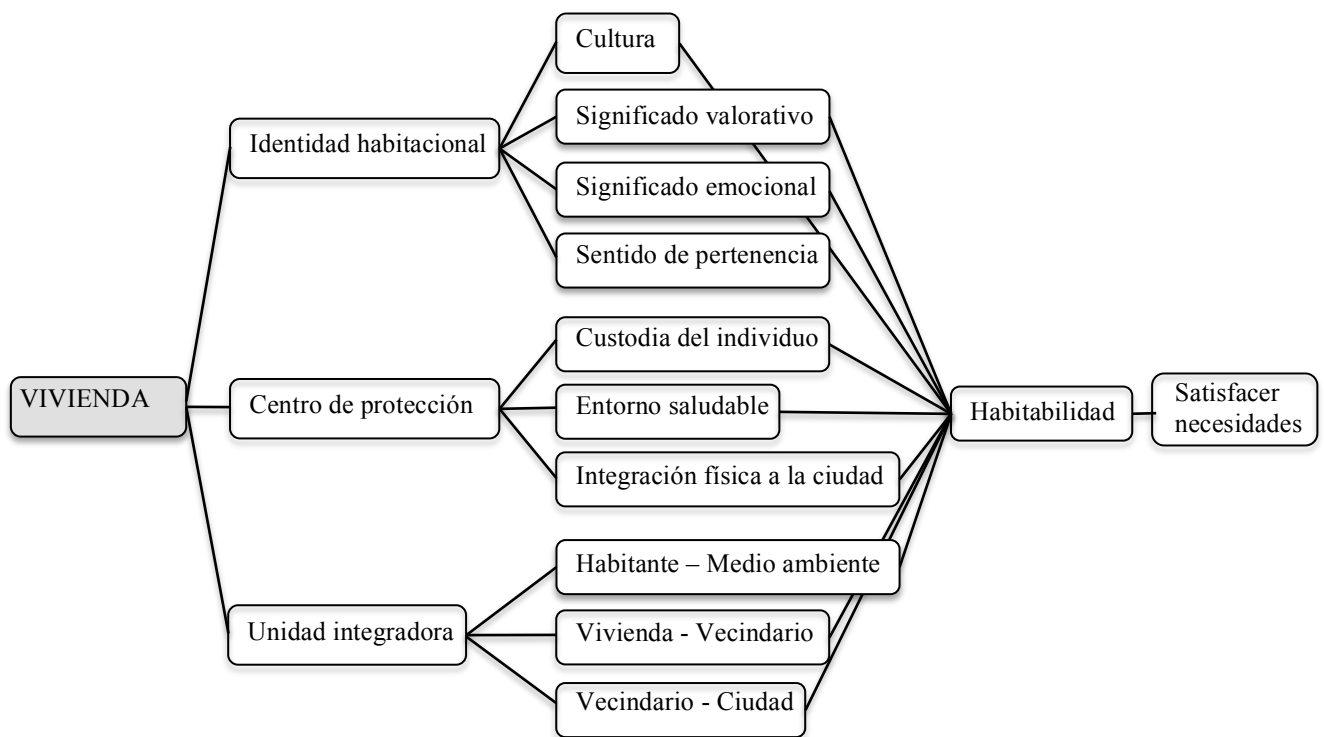 Cultura
Significado valorativo
Identidad habitacional
Significado emocional
Sentido de pertenencia
Custodia del individuo
VIVIENDA
Centro de protección
Entorno saludable
Habitabilidad
Satisfacer
necesidades
Integración física a la ciudad
Habitante – Medio ambiente
Unidad integradora
Vivienda - Vecindario
Vecindario - Ciudad